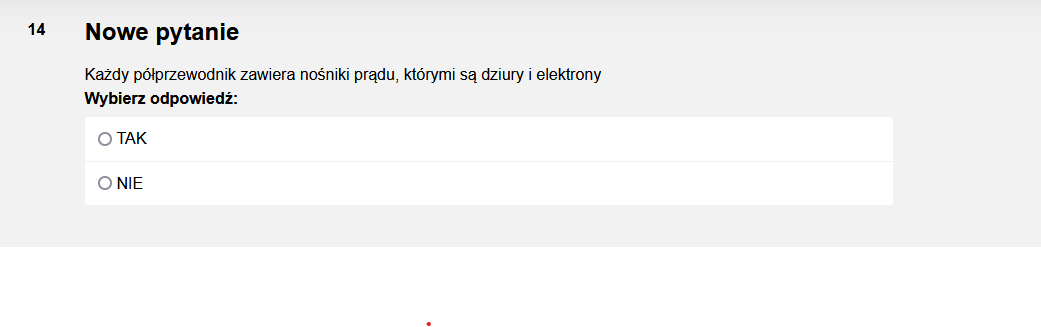 14
Nowe pytanie
Każdy półprzewodnik zawiera nośniki prądu, którymi są dziury i elektrony
Wybierz odpowiedź:
TAK
NIE